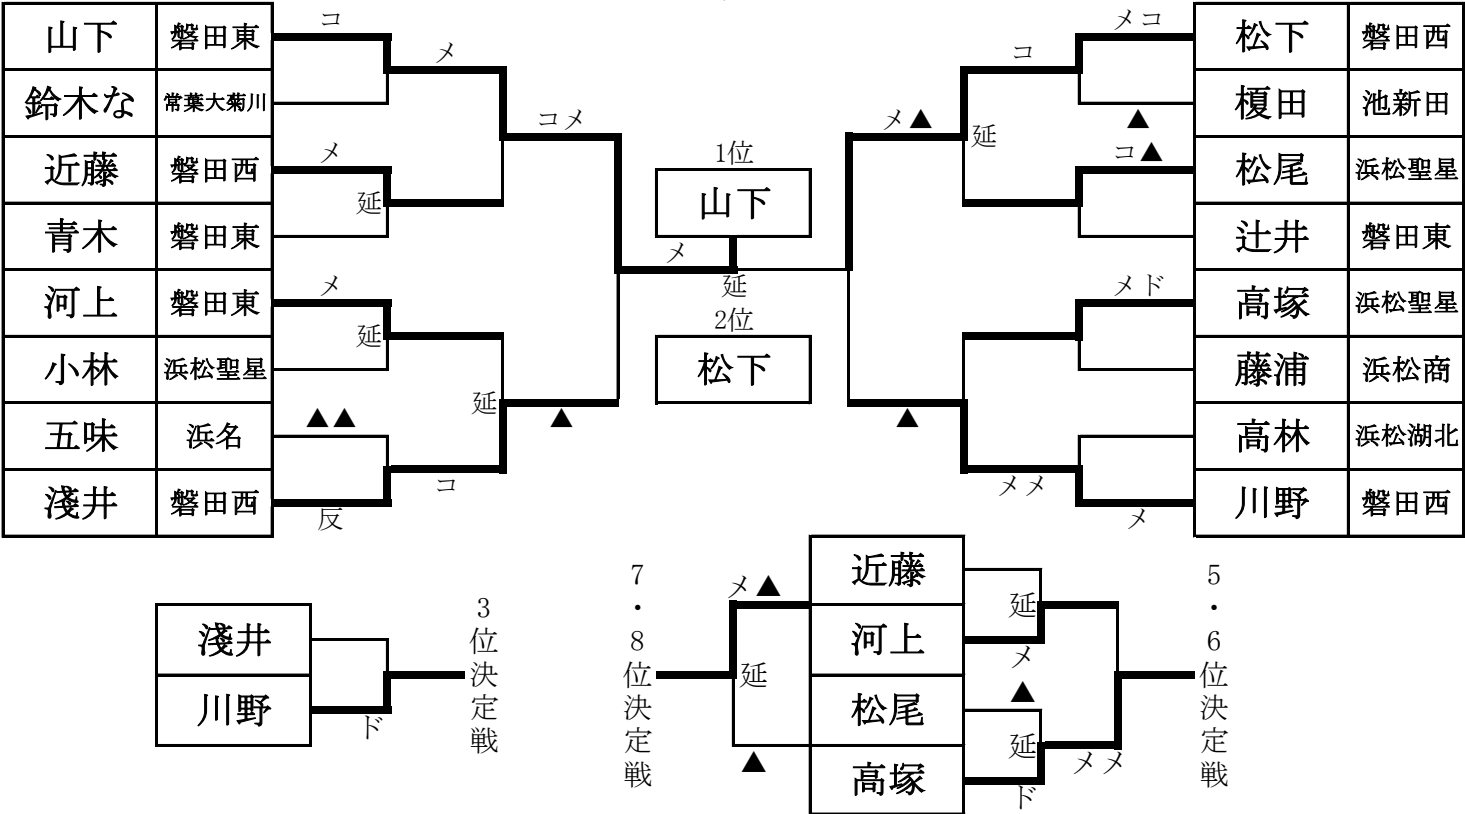 山下 磐田東
鈴木な 常葉大菊川
近藤 磐田西
青木 磐田東
河上 磐田東
小林 浜松聖星
五味 浜名
淺井 磐田西
コ
メ
メ
延
コメ
メ
延
延
▲▲
コ
反
▲
1位
山下
メ
延
2位
松下
メコ
コ
メ▲
延
▲
コ▲
メド
▲
メメ
メ
松下 磐田西
榎田 池新田
松尾 浜松聖星
辻井 磐田東
高塚 浜松聖星
藤浦 浜松商
高林 浜松湖北
川野 磐田西
淺井
川野
ド
3位決定戦
7・8位決定戦
メ▲
延
▲
近藤
河上
松尾
高塚
延
メ
▲
延
ド
メメ
5・6位決定戦